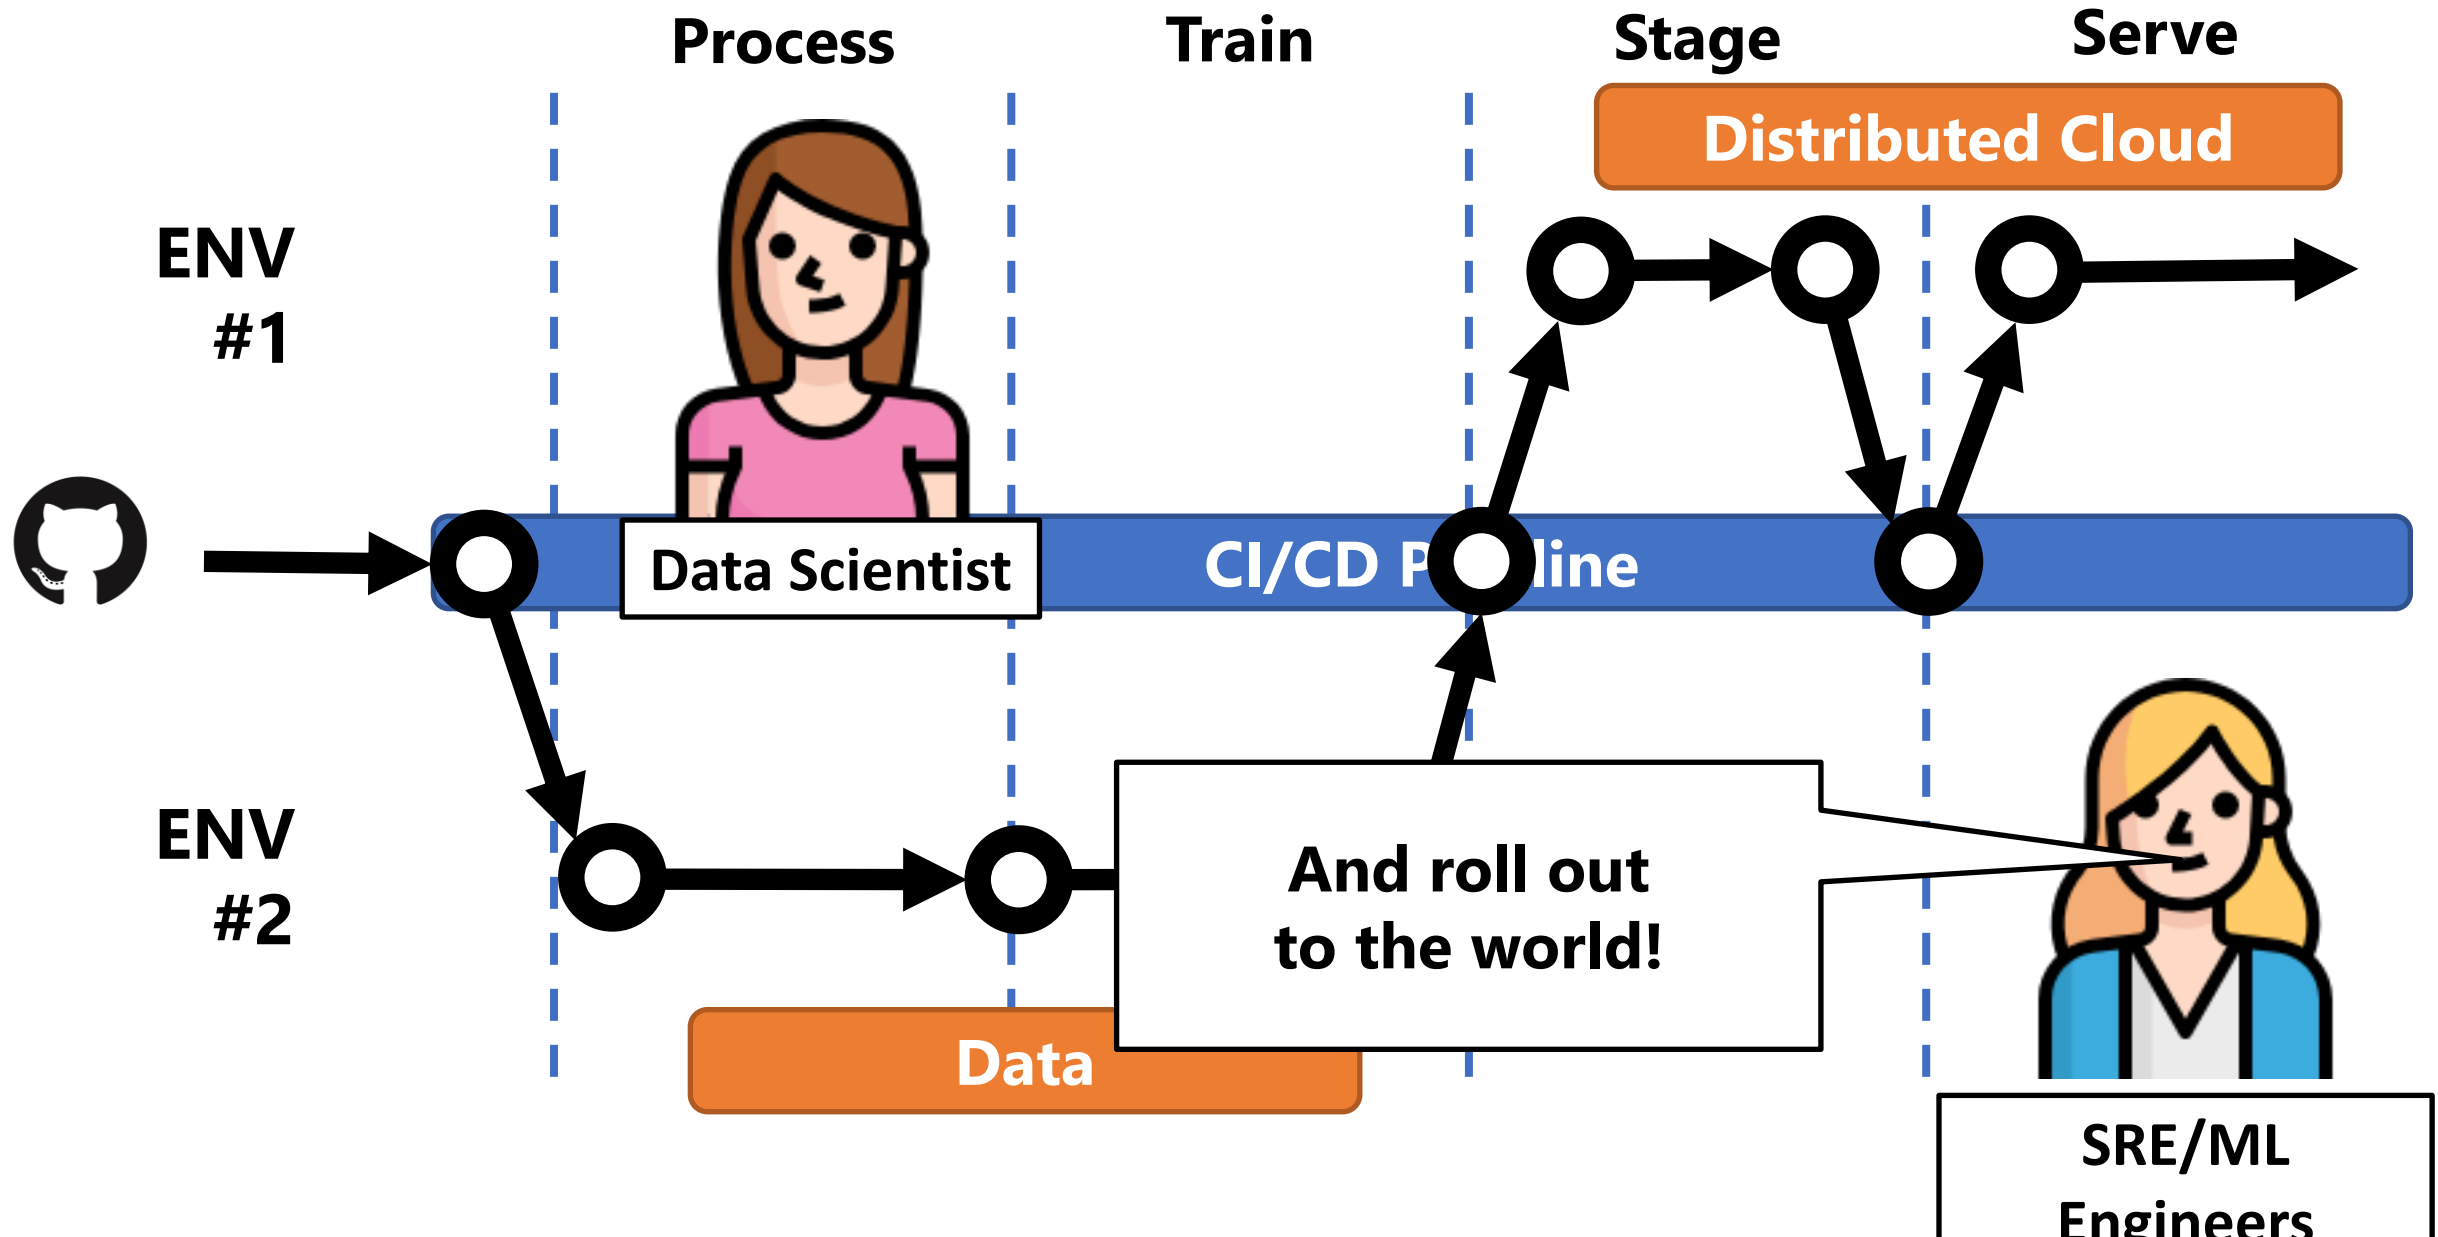 Process
Train
Stage
Serve
Distributed Cloud
ENV
#1
Data Scientist
CI/CD P line
ENV
#2
And roll out
to the world!
Data
SRE/ML
Engineers